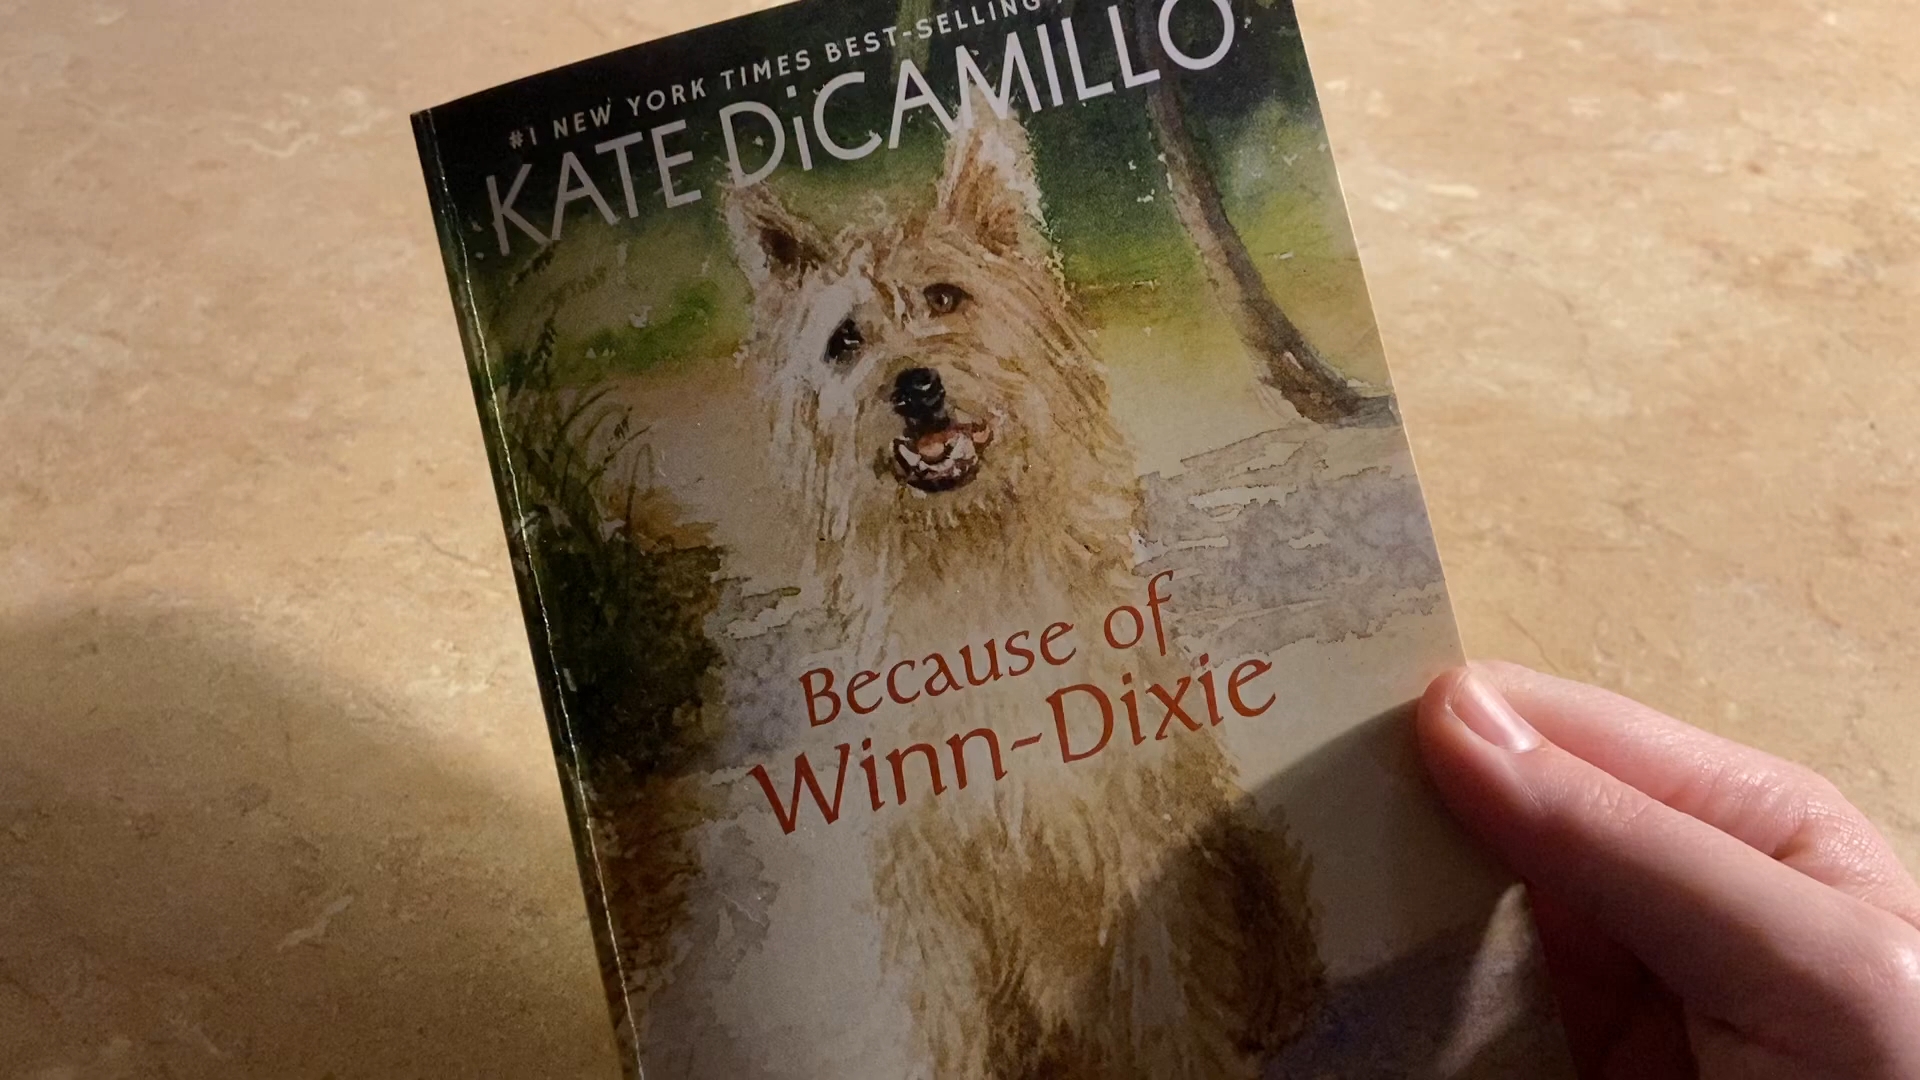 #1 NEW YORK TIMES BEST-SELLING
KATE DiCAMILLO
Because of
Winn-Dixie